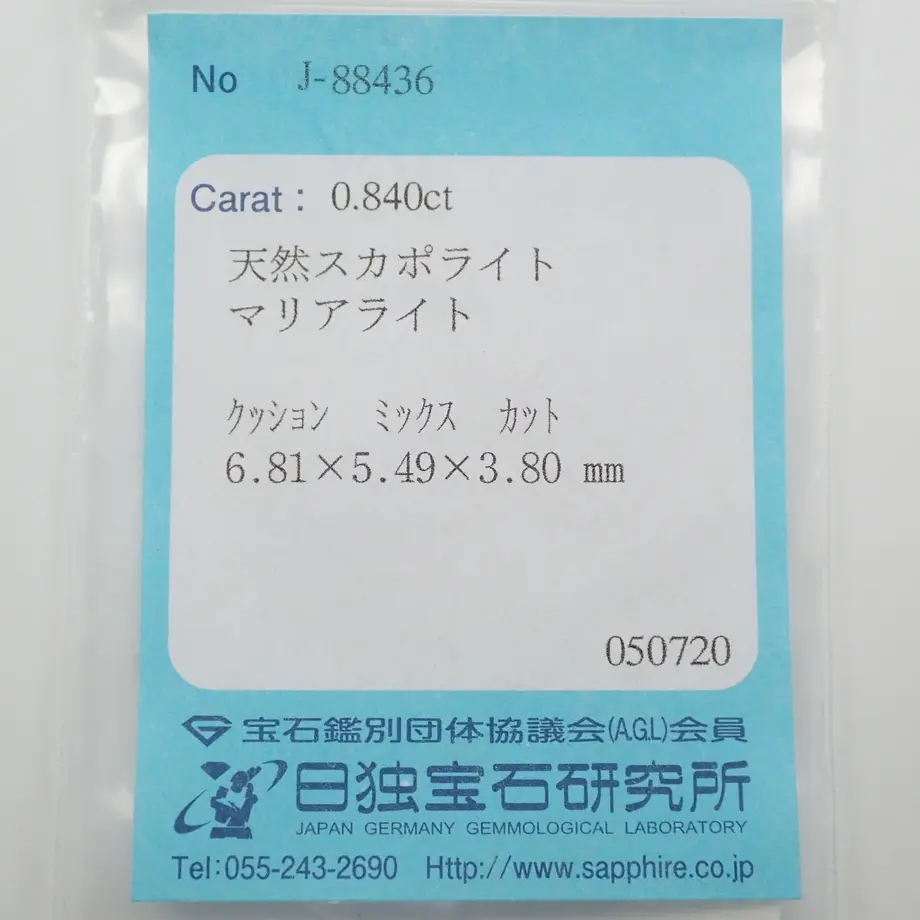 No J-88436
Carat： 0.840ct
天然スカポライト
マリアライト
ｸｯｼｮﾝ ﾐｯｸｽ ｶｯﾄ
6.81×5.49×3.80 mm
050720
宝石鑑別団体協議会(A.G.L)会員
日独宝石研究所
JAPAN GERMANY GEMMOLOGICAL LABORATORY
Tel:055-243-2690 Http://www.sapphire.co.jp